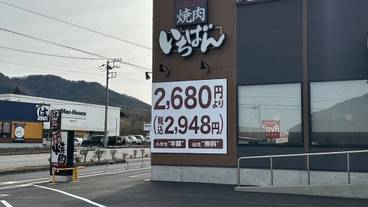 焼肉
いちばん
2,680円より
(税込2,948円)
小学生"半額" 幼児"無料"
Mac-House